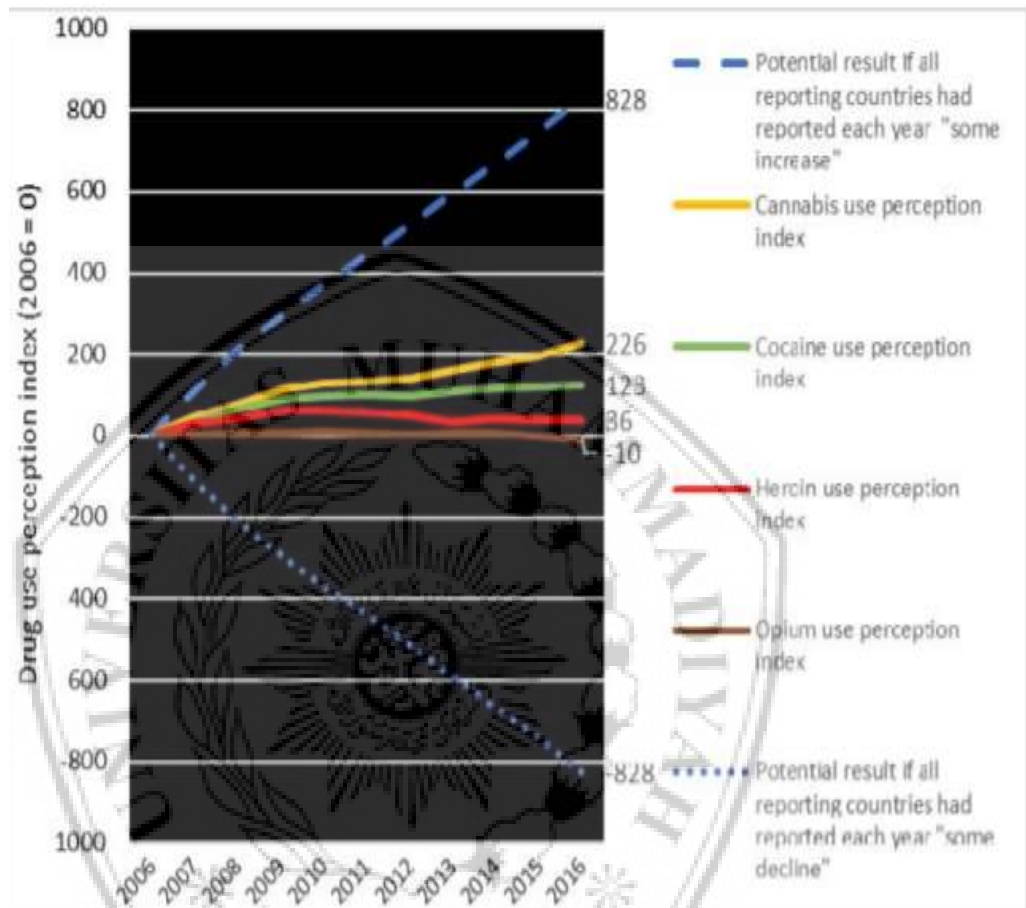 Drug use perception index (2006 = 0)
1000
800
600
400
200
0
-200
400
600
-800
1000
2006
2007
2008
2009
2010
2011
2012
2013
2014
2015
2016
828
226
123
36
-10
-828
Potential result if all
reporting countries had
reported each year "some
increase"
Cannabis use perception
index
Cocaine use perception
index
Hercin use perception
index
Opium use perception
index
Potential result if all
reporting countries had
reported each year "some
decline"
UNIVERSITAS MUHAMMADIYAH